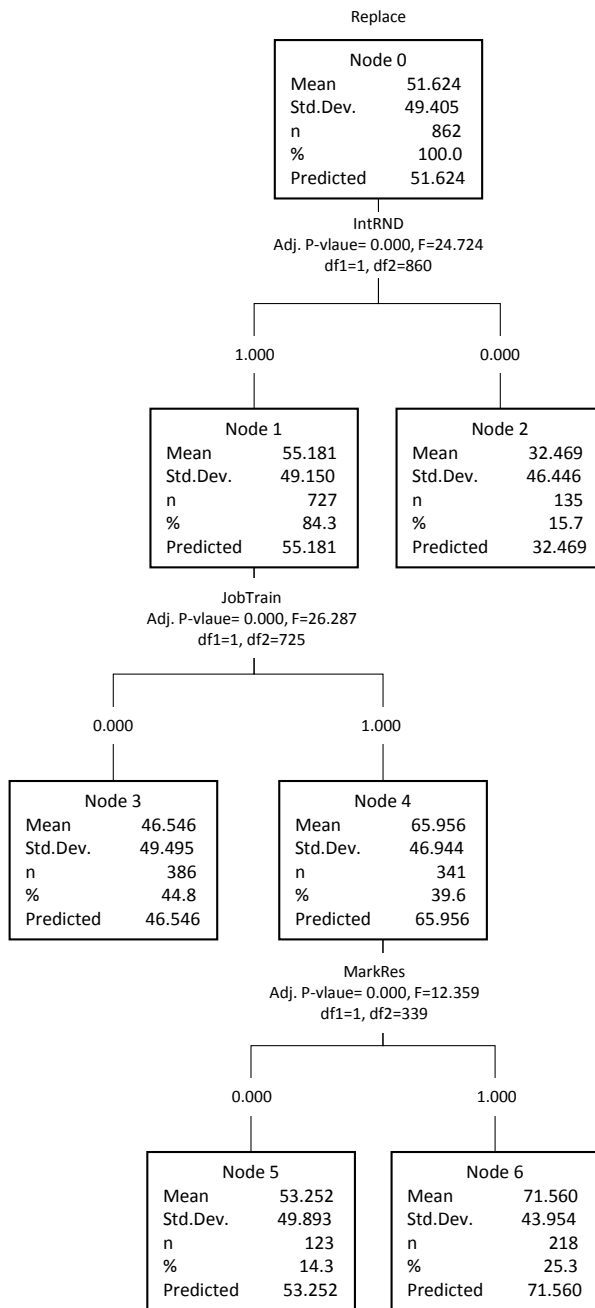 Replace
Node 0
Mean 51.624
Std.Dev. 49.405
n 862
% 100.0
Predicted 51.624
IntRND
Adj. P-vlaue= 0.000, F=24.724
df1=1, df2=860
1.000 0.000
Node 1
Mean 55.181
Std.Dev. 49.150
n 727
% 84.3
Predicted 55.181
Node 2
Mean 32.469
Std.Dev. 46.446
n 135
% 15.7
Predicted 32.469
JobTrain
Adj. P-vlaue= 0.000, F=26.287
df1=1, df2=725
0.000 1.000
Node 3
Mean 46.546
Std.Dev. 49.495
n 386
% 44.8
Predicted 46.546
Node 4
Mean 65.956
Std.Dev. 46.944
n 341
% 39.6
Predicted 65.956
MarkRes
Adj. P-vlaue= 0.000, F=12.359
df1=1, df2=339
0.000 1.000
Node 5
Mean 53.252
Std.Dev. 49.893
n 123
% 14.3
Predicted 53.252
Node 6
Mean 71.560
Std.Dev. 43.954
n 218
% 25.3
Predicted 71.560